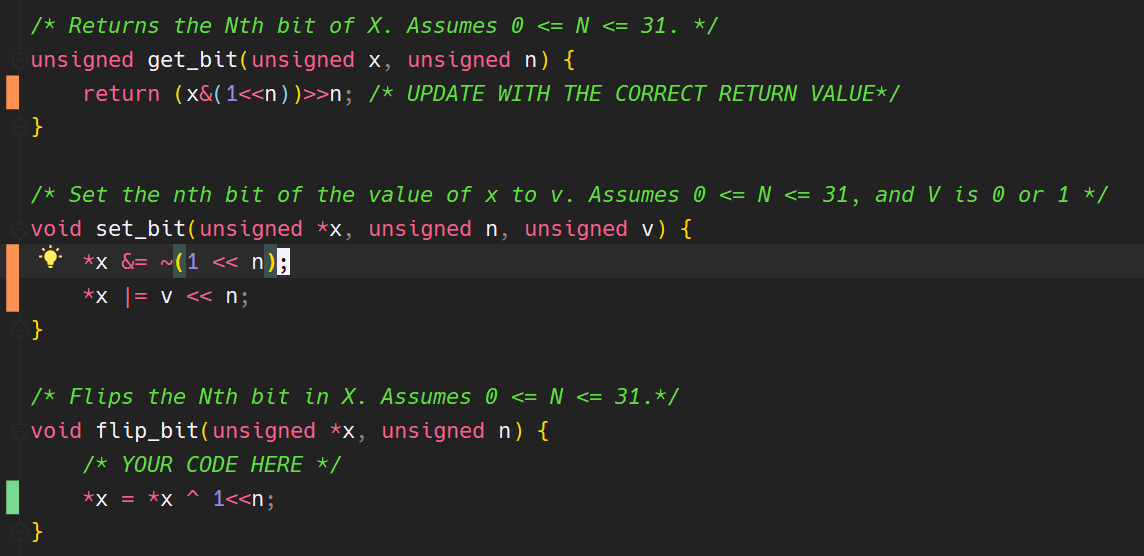 /* Returns the Nth bit of X. Assumes 0 <= N <= 31. */
unsigned get_bit(unsigned x, unsigned n) {
    return (x&(1<<n))>>n; /* UPDATE WITH THE CORRECT RETURN VALUE*/
}

/* Set the nth bit of the value of x to v. Assumes 0 <= N <= 31, and V is 0 or 1 */
void set_bit(unsigned *x, unsigned n, unsigned v) {
    *x &= ~(1 << n);
    *x |= v << n;
}

/* Flips the Nth bit in X. Assumes 0 <= N <= 31.*/
void flip_bit(unsigned *x, unsigned n) {
    /* YOUR CODE HERE */
    *x = *x ^ 1<<n;
}